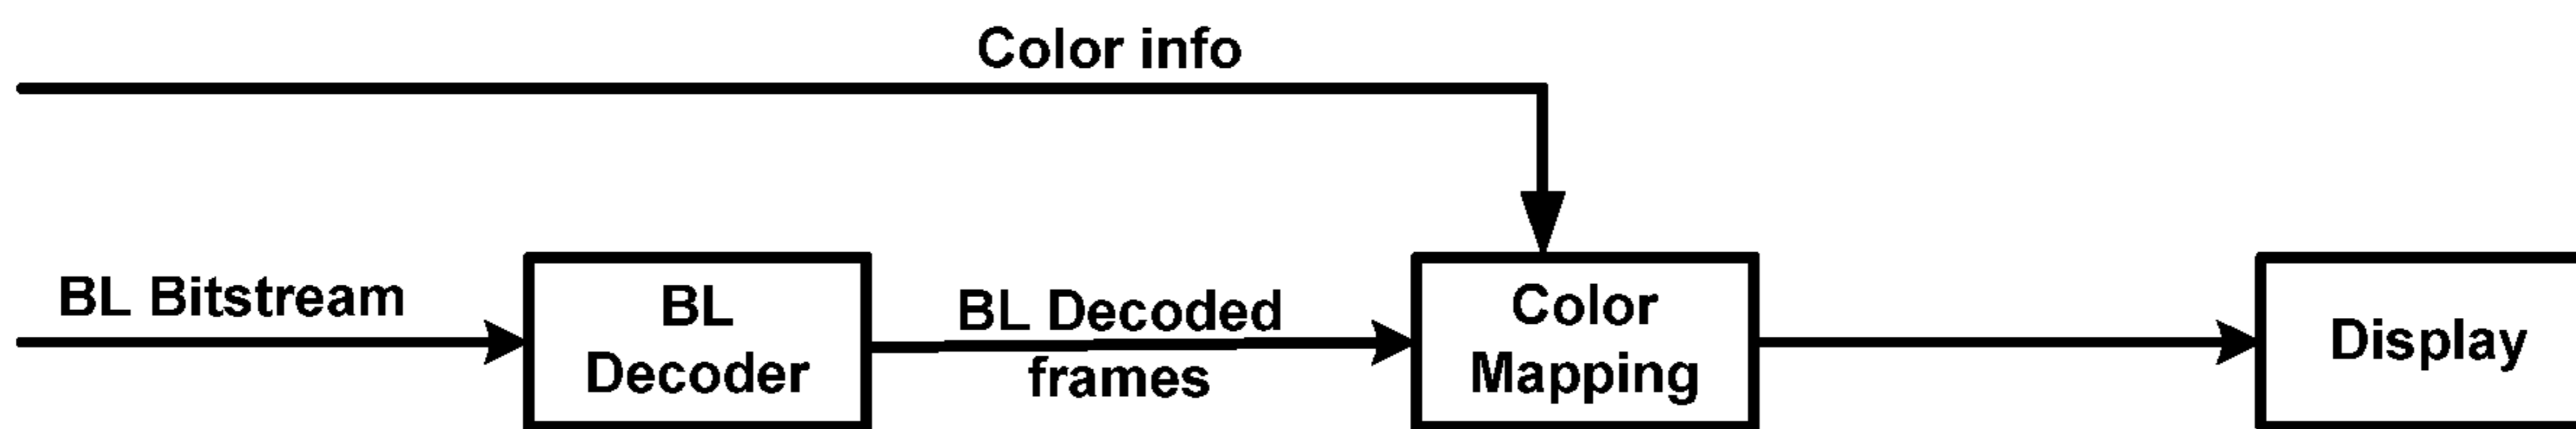 Color info
BL Bitstream
BL
Decoder
BL Decoded
frames
Color
Mapping
Display